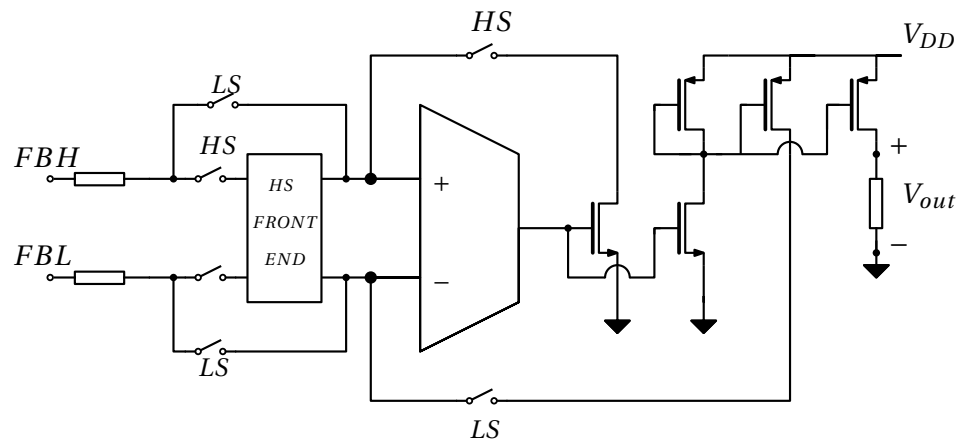 HS
V_DD
LS
FBH
HS
HS
FRONT
END
+
+
V_out
−
FBL
−
LS
LS